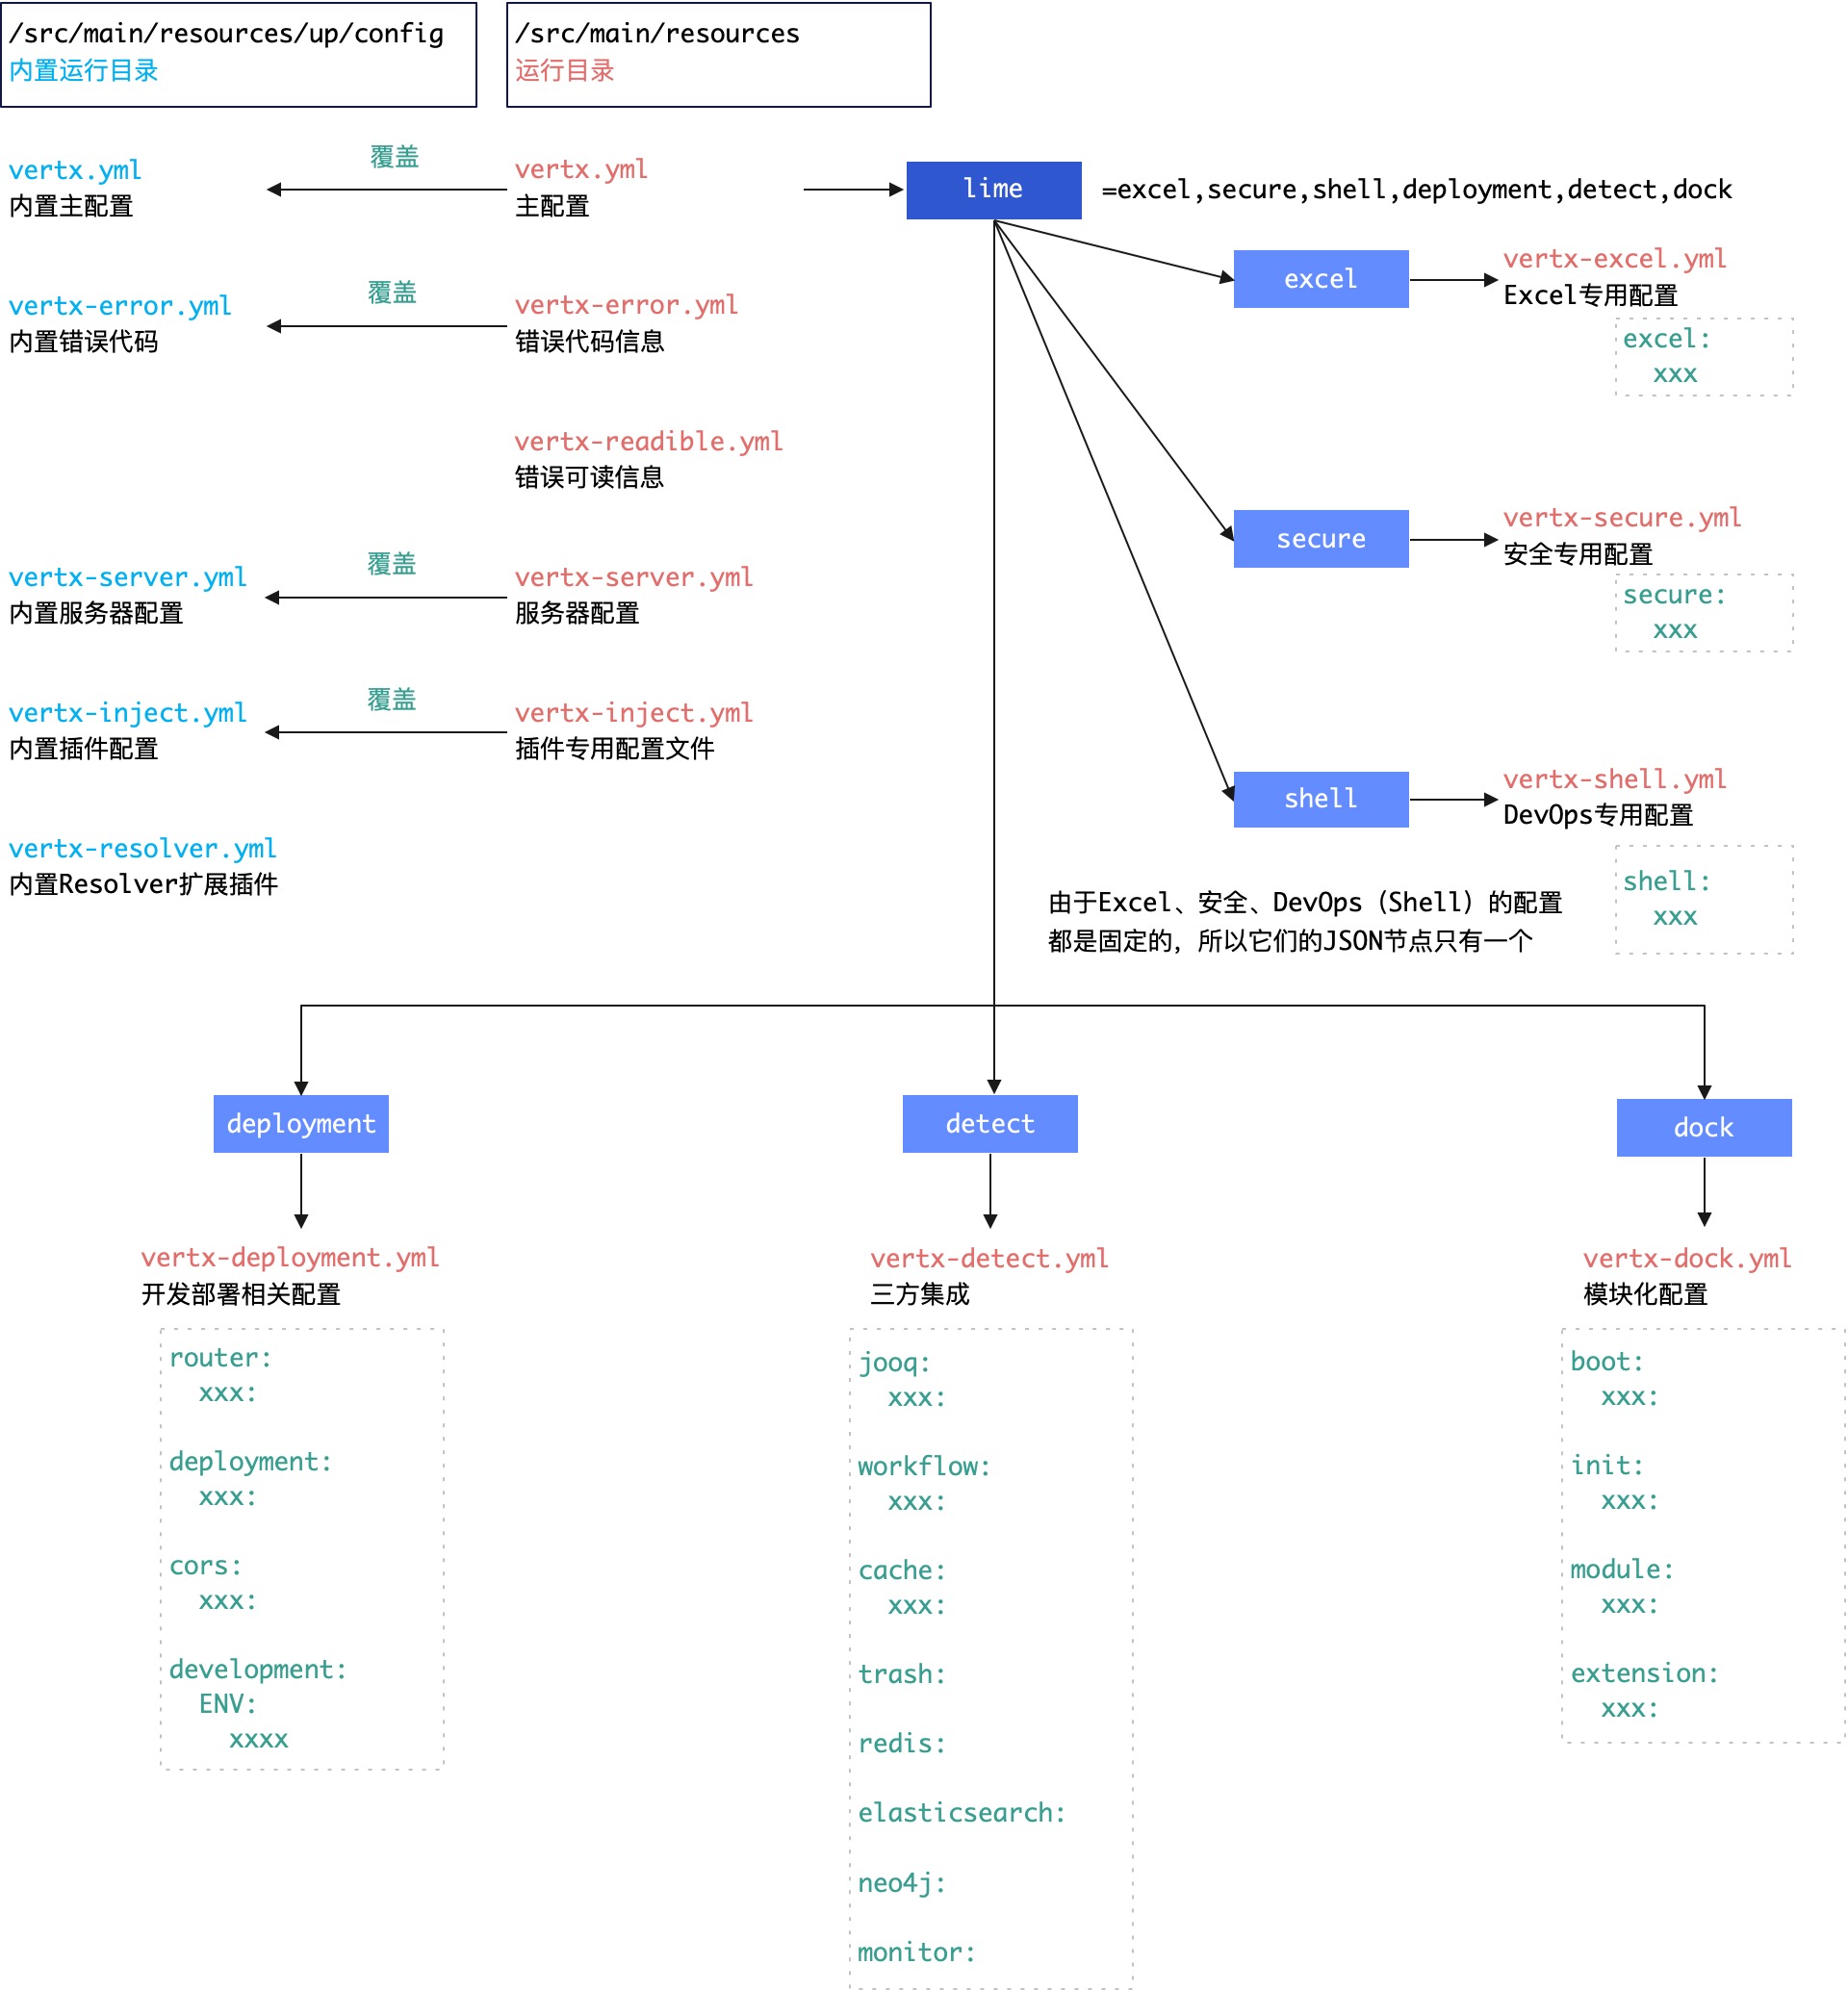 /src/main/resources/up/config
内置运行目录
/src/main/resources
运行目录
vertx.yml
内置主配置
覆盖
vertx.yml
主配置
lime
=excel,secure,shell,deployment,detect,dock
vertx-error.yml
内置错误代码
覆盖
vertx-error.yml
错误代码信息
vertx-readible.yml
错误可读信息
vertx-server.yml
内置服务器配置
覆盖
vertx-server.yml
服务器配置
vertx-inject.yml
内置插件配置
覆盖
vertx-inject.yml
插件专用配置文件
vertx-resolver.yml
内置Resolver扩展插件
excel
vertx-excel.yml
Excel专用配置
excel:
xxx
secure
vertx-secure.yml
安全专用配置
secure:
xxx
shell
vertx-shell.yml
DevOps专用配置
shell:
xxx
由于Excel、安全、DevOps（Shell）的配置
都是固定的，所以它们的JSON节点只有一个
deployment
vertx-deployment.yml
开发部署相关配置
router:
xxx:
deployment:
xxx:
cors:
xxx:
development:
ENV:
xxxx
detect
vertx-detect.yml
三方集成
jooq:
xxx:
workflow:
xxx:
cache:
xxx:
trash:
redis:
elasticsearch:
neo4j:
monitor:
dock
vertx-dock.yml
模块化配置
boot:
xxx:
init:
xxx:
module:
xxx:
extension:
xxx: